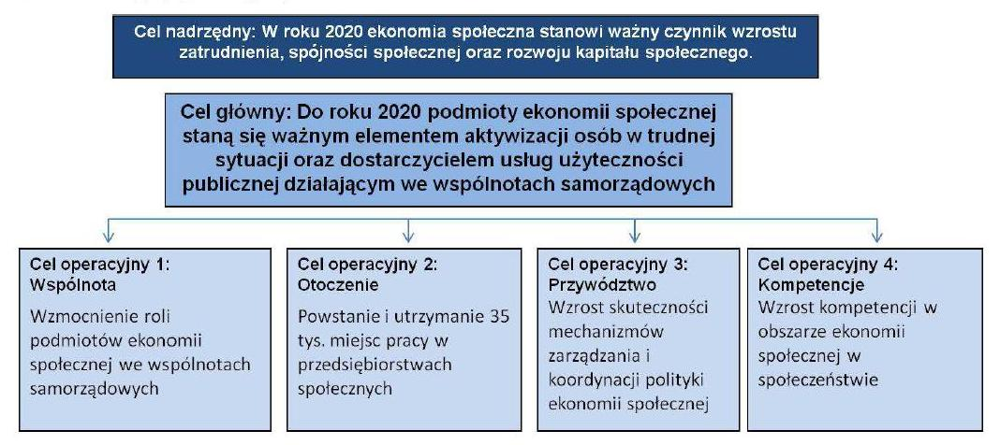 Cel nadrzędny: W roku 2020 ekonomia społeczna stanowi ważny czynnik wzrostu
zatrudnienia, spójności społecznej oraz rozwoju kapitału społecznego.
Cel główny: Do roku 2020 podmioty ekonomii społecznej
staną się ważnym elementem aktywizacji osób w trudnej
sytuacji oraz dostarczycielem usług użyteczności
publicznej działającym we wspólnotach samorządowych
Cel operacyjny 1:
Wspólnota
Wzmocnienie roli
podmiotów ekonomii
społecznej we wspólnotach
samorządowych
Cel operacyjny 2:
Otoczenie
Powstanie i utrzymanie 35
tys. miejsc pracy w
przedsiębiorstwach
społecznych
Cel operacyjny 3:
Przywództwo
Wzrost skuteczności
mechanizmów
zarządzania i
koordynacji polityki
ekonomii społecznej
Cel operacyjny 4:
Kompetencje
Wzrost kompetencji w
obszarze ekonomii
społecznej w
społeczeństwie